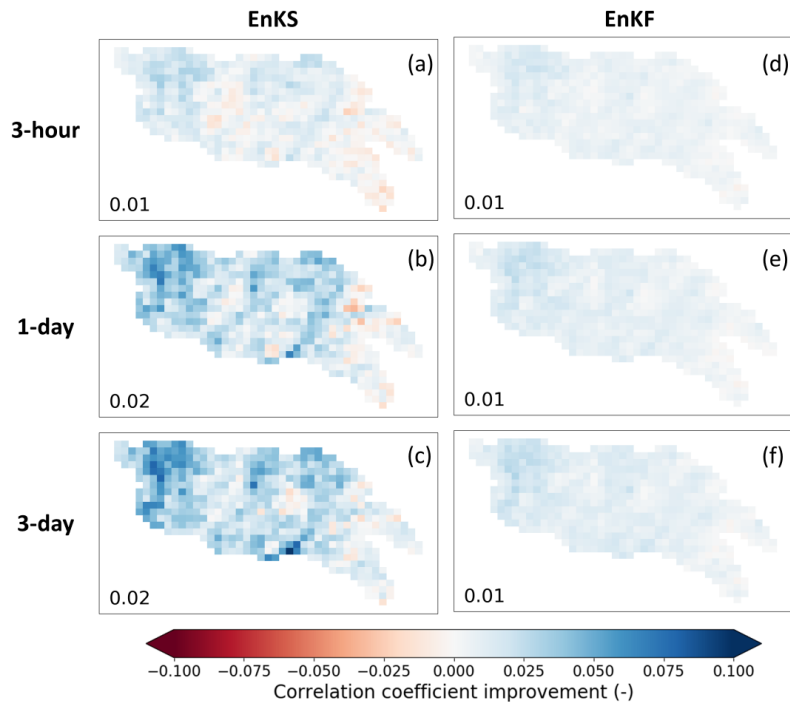 EnKS
EnKF
3-hour
(a)
(d)
0.01
0.01
1-day
(b)
(e)
0.02
0.01
3-day
(c)
(f)
0.02
0.01
−0.100 −0.075 −0.050 −0.025 0.000 0.025 0.050 0.075 0.100
Correlation coefficient improvement (-)